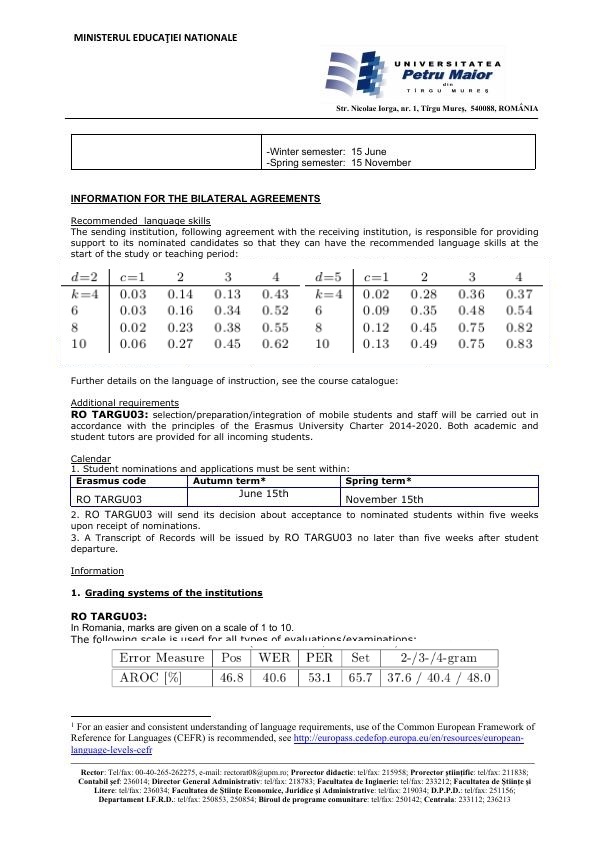 MINISTERUL EDUCAŢIEI NATIONALE
UNIVERSITATEA
Petru Maior
din
TÎRGU MUREŞ
Str. Nicolae Iorga, nr. 1, Tîrgu Mureş, 540088, ROMÂNIA
-Winter semester: 15 June
-Spring semester: 15 November
INFORMATION FOR THE BILATERAL AGREEMENTS
Recommended language skills
The sending institution, following agreement with the receiving institution, is responsible for providing
support to its nominated candidates so that they can have the recommended language skills at the
start of the study or teaching period:
d=2 c=1 2 3 4 d=5 c=1 2 3 4
k=4 0.03 0.14 0.13 0.43 k=4 0.02 0.28 0.36 0.37
6 0.03 0.16 0.34 0.52 6 0.09 0.35 0.48 0.54
8 0.02 0.23 0.38 0.55 8 0.12 0.45 0.75 0.82
10 0.06 0.27 0.45 0.62 10 0.13 0.49 0.75 0.83
Further details on the language of instruction, see the course catalogue:
Additional requirements
RO TARGU03: selection/preparation/integration of mobile students and staff will be carried out in
accordance with the principles of the Erasmus University Charter 2014-2020. Both academic and
student tutors are provided for all incoming students.
Calendar
1. Student nominations and applications must be sent within:
Erasmus code Autumn term* Spring term*
RO TARGU03 June 15th November 15th
2. RO TARGU03 will send its decision about acceptance to nominated students within five weeks
upon receipt of nominations.
3. A Transcript of Records will be issued by RO TARGU03 no later than five weeks after student
departure.
Information
1. Grading systems of the institutions
RO TARGU03:
In Romania, marks are given on a scale of 1 to 10.
The following scale is used for all types of evaluations/examinations:
Error Measure Pos WER PER Set 2-/3-/4-gram
AROC [%] 46.8 40.6 53.1 65.7 37.6 / 40.4 / 48.0
1 For an easier and consistent understanding of language requirements, use of the Common European Framework of
Reference for Languages (CEFR) is recommended, see http://europass.cedefop.europa.eu/en/resources/european-
language-levels-cefr
Rector: Tel/fax: 00-40-265-262275, e-mail: rectorat08@upm.ro; Prorector didactic: tel/fax: 215958; Prorector ştiinţific: tel/fax: 211838;
Contabil şef: 236014; Director General Administrativ: tel/fax: 218783; Facultatea de Inginerie: tel/fax: 233212; Facultatea de Ştiinţe şi
Litere: tel/fax: 236034; Facultatea de Ştiinţe Economice, Juridice şi Administrative: tel/fax: 219034; D.P.P.D.: tel/fax: 251156;
Departament I.F.R.D.: tel/fax: 250853, 250854; Biroul de programe comunitare: tel/fax: 250142; Centrala: 233112; 236213